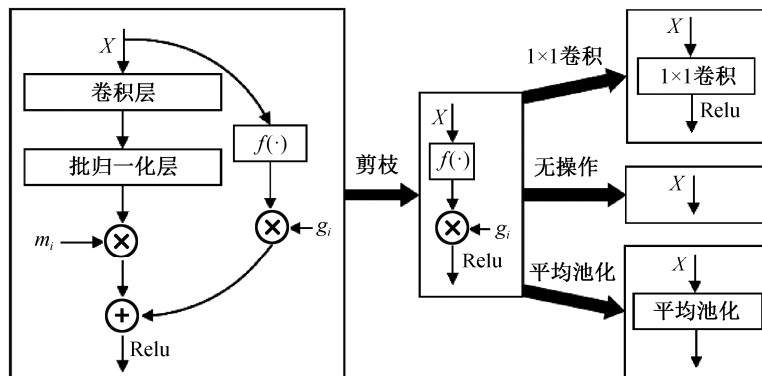 X
卷积层
批归一化层
f(·)
m_i
g_i
Relu
剪枝
X
f(·)
g_i
Relu
1×1卷积
无操作
平均池化
X
1×1卷积
Relu
X
X
平均池化